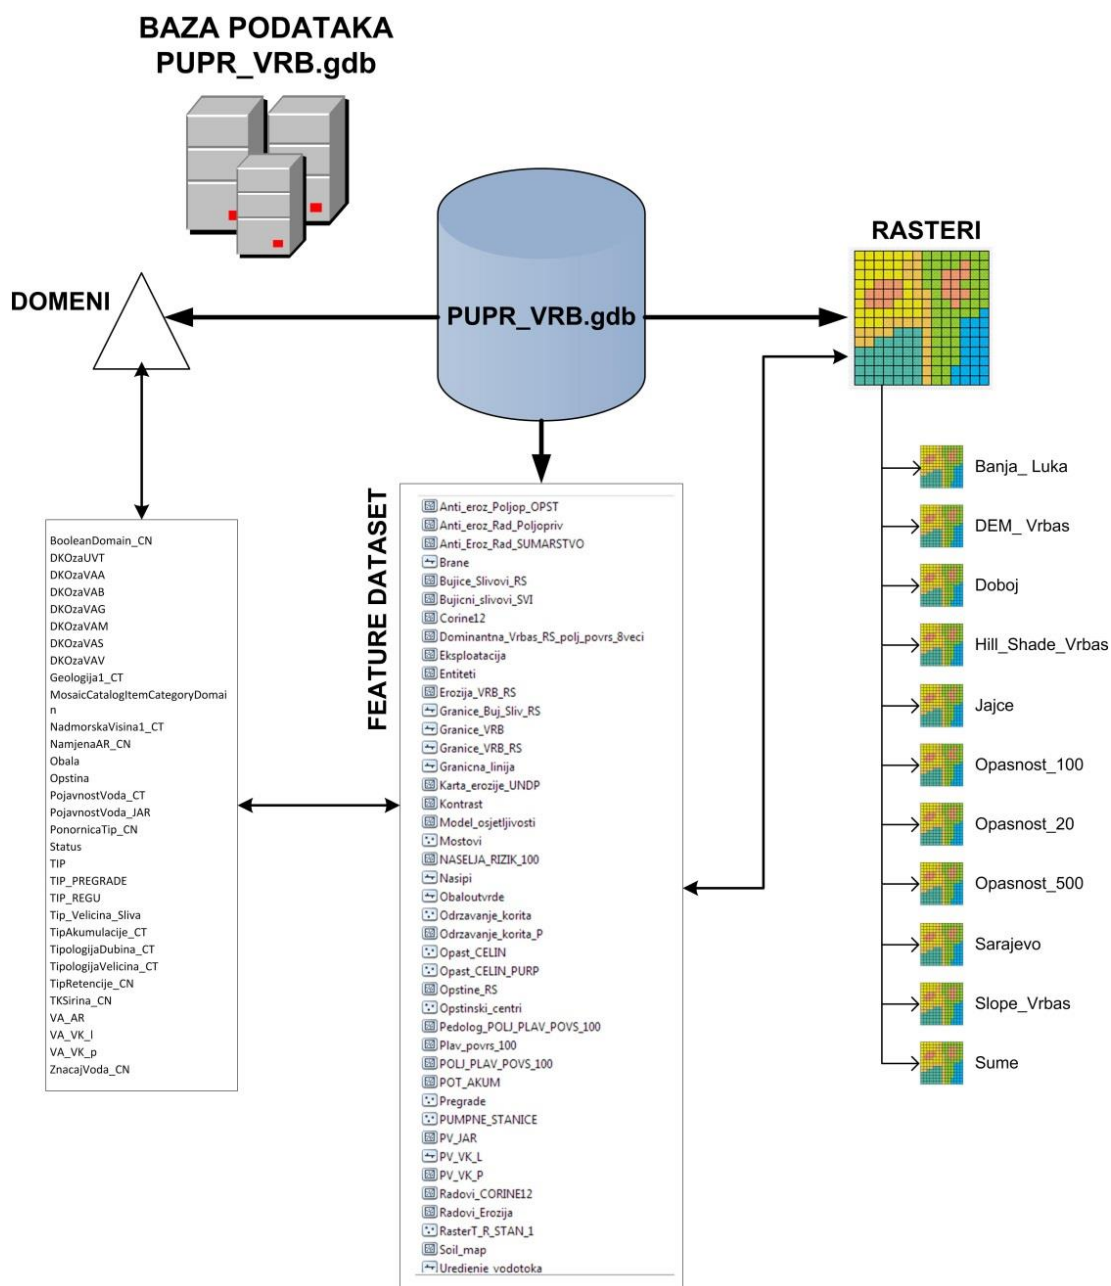 BAZA PODATAKA
PUPR_VRB.gdb
DOMENI
PUPR_VRB.gdb
RASTERI
BooleanDomain_CN
DKOzaUVT
DKOzaVAA
DKOzaVAB
DKOzaVAG
DKOzaVAM
DKOzaVAS
DKOzaVAV
Geologija1_CT
MosaicCatalogItemCategoryDomai
n
NadmorskaVisina1_CT
NamjenaAR_CN
Obala
Opstina
PojavnostVoda_CT
PojavnostVoda_JAR
PonornicaTip_CN
Status
TIP
TIP_PREGRADE
TIP_REGU
Tip_Velicina_Sliva
TipAkumulacije_CT
TipologijaDubina_CT
TipologijaVelicina_CT
TipRetencije_CN
TKSirina_CN
VA_AR
VA_VK_l
VA_VK_p
ZnacajVoda_CN
FEATURE DATASET
Anti_eroz_Poljop_OPST
Anti_eroz_Rad_Poljopriv
Anti_Eroz_Rad_SUMARSTVO
Brane
Bujice_Slivovi_RS
Bujicni_slivovi_SVI
Corine12
Dominantna_Vrbas_RS_polj_povrs_8veci
Eksploatacija
Entiteti
Erozija_VRB_RS
Granice_Buj_Sliv_RS
Granice_VRB
Granice_VRB_RS
Granicna_linija
Karta_erozije_UNDP
Kontrast
Model_osjetljivosti
Mostovi
NASELJA_RIZIK_100
Nasipi
Obaloutvrde
Odrzavanje_korita
Odrzavanje_korita_P
Opast_CELIN
Opast_CELIN_PURP
Opstine_RS
Opstinski_centri
Pedolog_POLJ_PLAV_POVS_100
Plav_povrs_100
POLJ_PLAV_POVS_100
POT_AKUM
Pregrade
PUMPNE_STANICE
PV_JAR
PV_VK_L
PV_VK_P
Radovi_CORINE12
Radovi_Erozija
RasterT_R_STAN_1
Soil_map
Uredjenje_vodotoka
Banja_ Luka
DEM_ Vrbas
Doboj
Hill_Shade_Vrbas
Jajce
Opasnost_100
Opasnost_20
Opasnost_500
Sarajevo
Slope_Vrbas
Sume